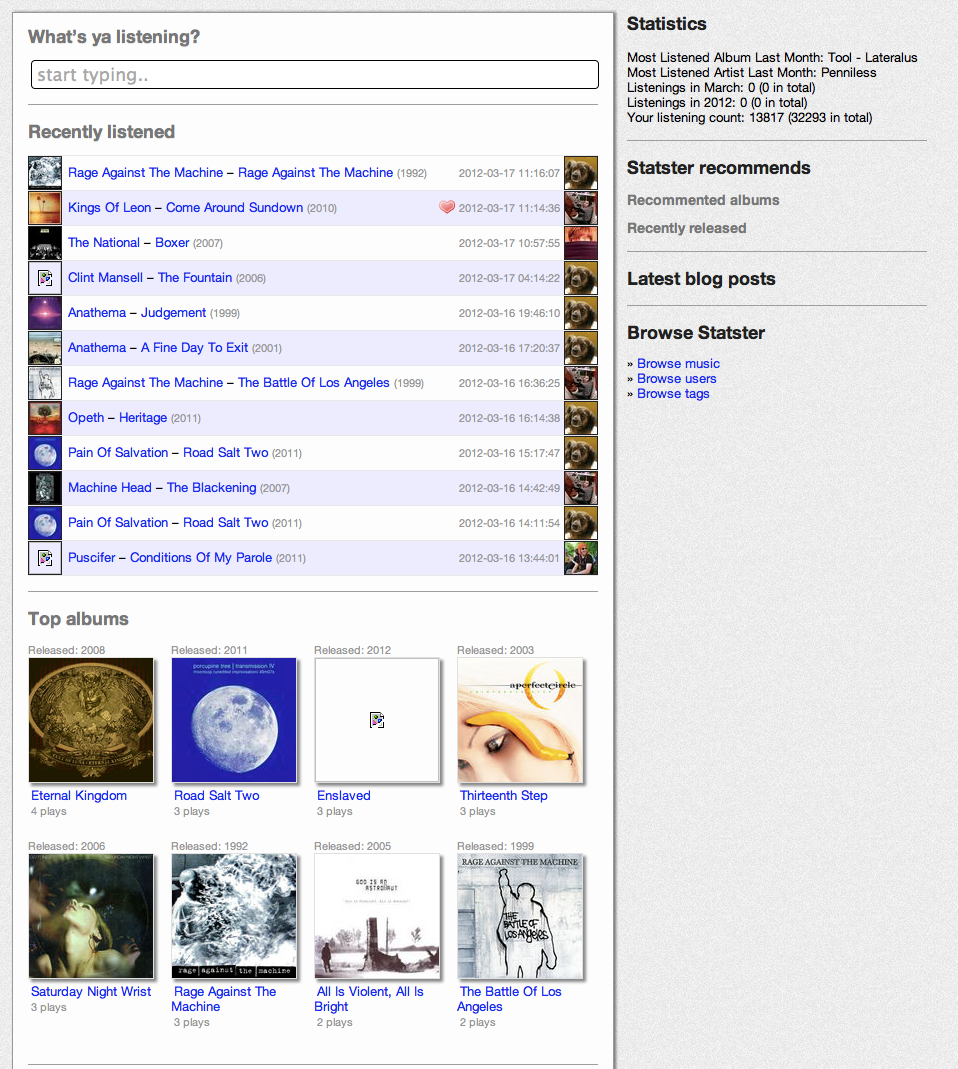 What's ya listening?
start typing..
Recently listened
Rage Against The Machine – Rage Against The Machine (1992) 2012-03-17 11:16:07
Kings Of Leon – Come Around Sundown (2010) 2012-03-17 11:14:36
The National – Boxer (2007) 2012-03-17 10:57:55
Clint Mansell – The Fountain (2006) 2012-03-17 04:14:22
Anathema – Judgement (1999) 2012-03-16 19:46:10
Anathema – A Fine Day To Exit (2001) 2012-03-16 17:20:37
Rage Against The Machine – The Battle Of Los Angeles (1999) 2012-03-16 16:36:25
Opeth – Heritage (2011) 2012-03-16 16:14:38
Pain Of Salvation – Road Salt Two (2011) 2012-03-16 15:17:47
Machine Head – The Blackening (2007) 2012-03-16 14:42:49
Pain Of Salvation – Road Salt Two (2011) 2012-03-16 14:11:54
Puscifer – Conditions Of My Parole (2011) 2012-03-16 13:44:01
Top albums
Released: 2008 Released: 2011 Released: 2012 Released: 2003
porcupine tree | transmission IV
aperfectcircle
Eternal Kingdom Road Salt Two Enslaved Thirteenth Step
4 plays 3 plays 3 plays 3 plays
Released: 2006 Released: 1992 Released: 2005 Released: 1999
SATURDAY NIGHT WRIST
GOD IS AN
ASTRONAUT
RAGE AGAINST THE MACHINE
THE
BATTLE OF
LOS ANGELES
rage against the machine
Saturday Night Wrist Rage Against The All Is Violent, All Is The Battle Of Los
Machine Bright Angeles
3 plays 3 plays 2 plays 2 plays
Statistics
Most Listened Album Last Month: Tool - Lateralus
Most Listened Artist Last Month: Penniless
Listenings in March: 0 (0 in total)
Listenings in 2012: 0 (0 in total)
Your listening count: 13817 (32293 in total)
Statster recommends
Recommented albums
Recently released
Latest blog posts
Browse Statster
» Browse music
» Browse users
» Browse tags